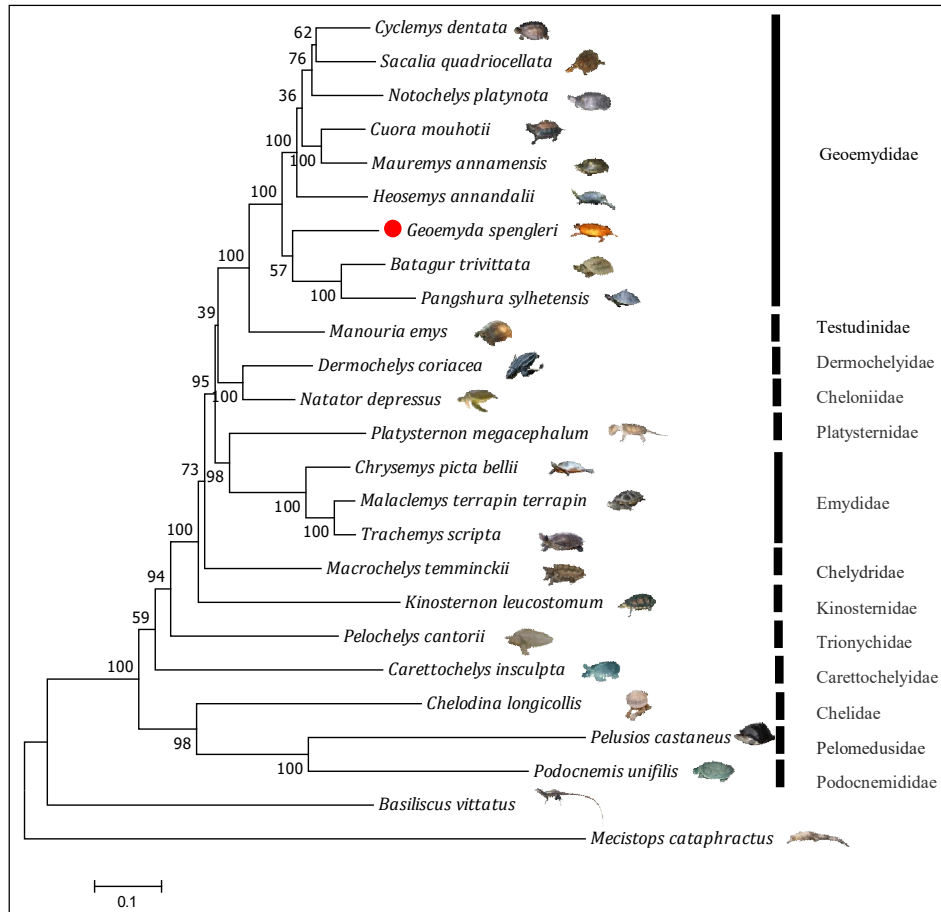 Cyclemys dentata
62
76
Sacalia quadriocellata
Notochelys platynota
36
Cuora mouhotii
100
100
Mauremys annamensis
Geoemydidae
100
Heosemys annandalii
Geoemyda spengleri
100
57
Batagur trivittata
100
Pangshura sylhetensis
39
Manouria emys
Testudinidae
Dermochelys coriacea
Dermochelyidae
95
100
Natator depressus
Cheloniidae
Platysternon megacephalum
Platysternidae
73
98
Chrysemys picta bellii
100
Malaclemys terrapin terrapin
Emydidae
100
Trachemys scripta
100
Macrochelys temminckii
Chelydridae
94
Kinosternon leucostomum
Kinosternidae
59
Pelochelys cantorii
Trionychidae
100
Carettochelys insculpta
Carettochelyidae
Chelodina longicollis
Chelidae
98
Pelusios castaneus
Pelomedusidae
100
Podocnemis unifilis
Podocnemididae
Basiliscus vittatus
Mecistops cataphractus
0.1